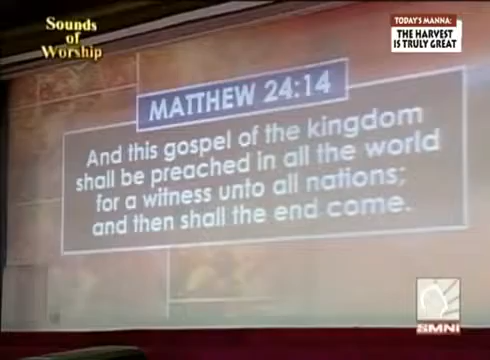 Sounds
of
Worship
TODAY'S MANNA:
THE HARVEST
IS TRULY GREAT
MATTHEW 24:14
And this gospel of the kingdom
shall be preached in all the world
for a witness unto all nations;
and then shall the end come.
SMNI